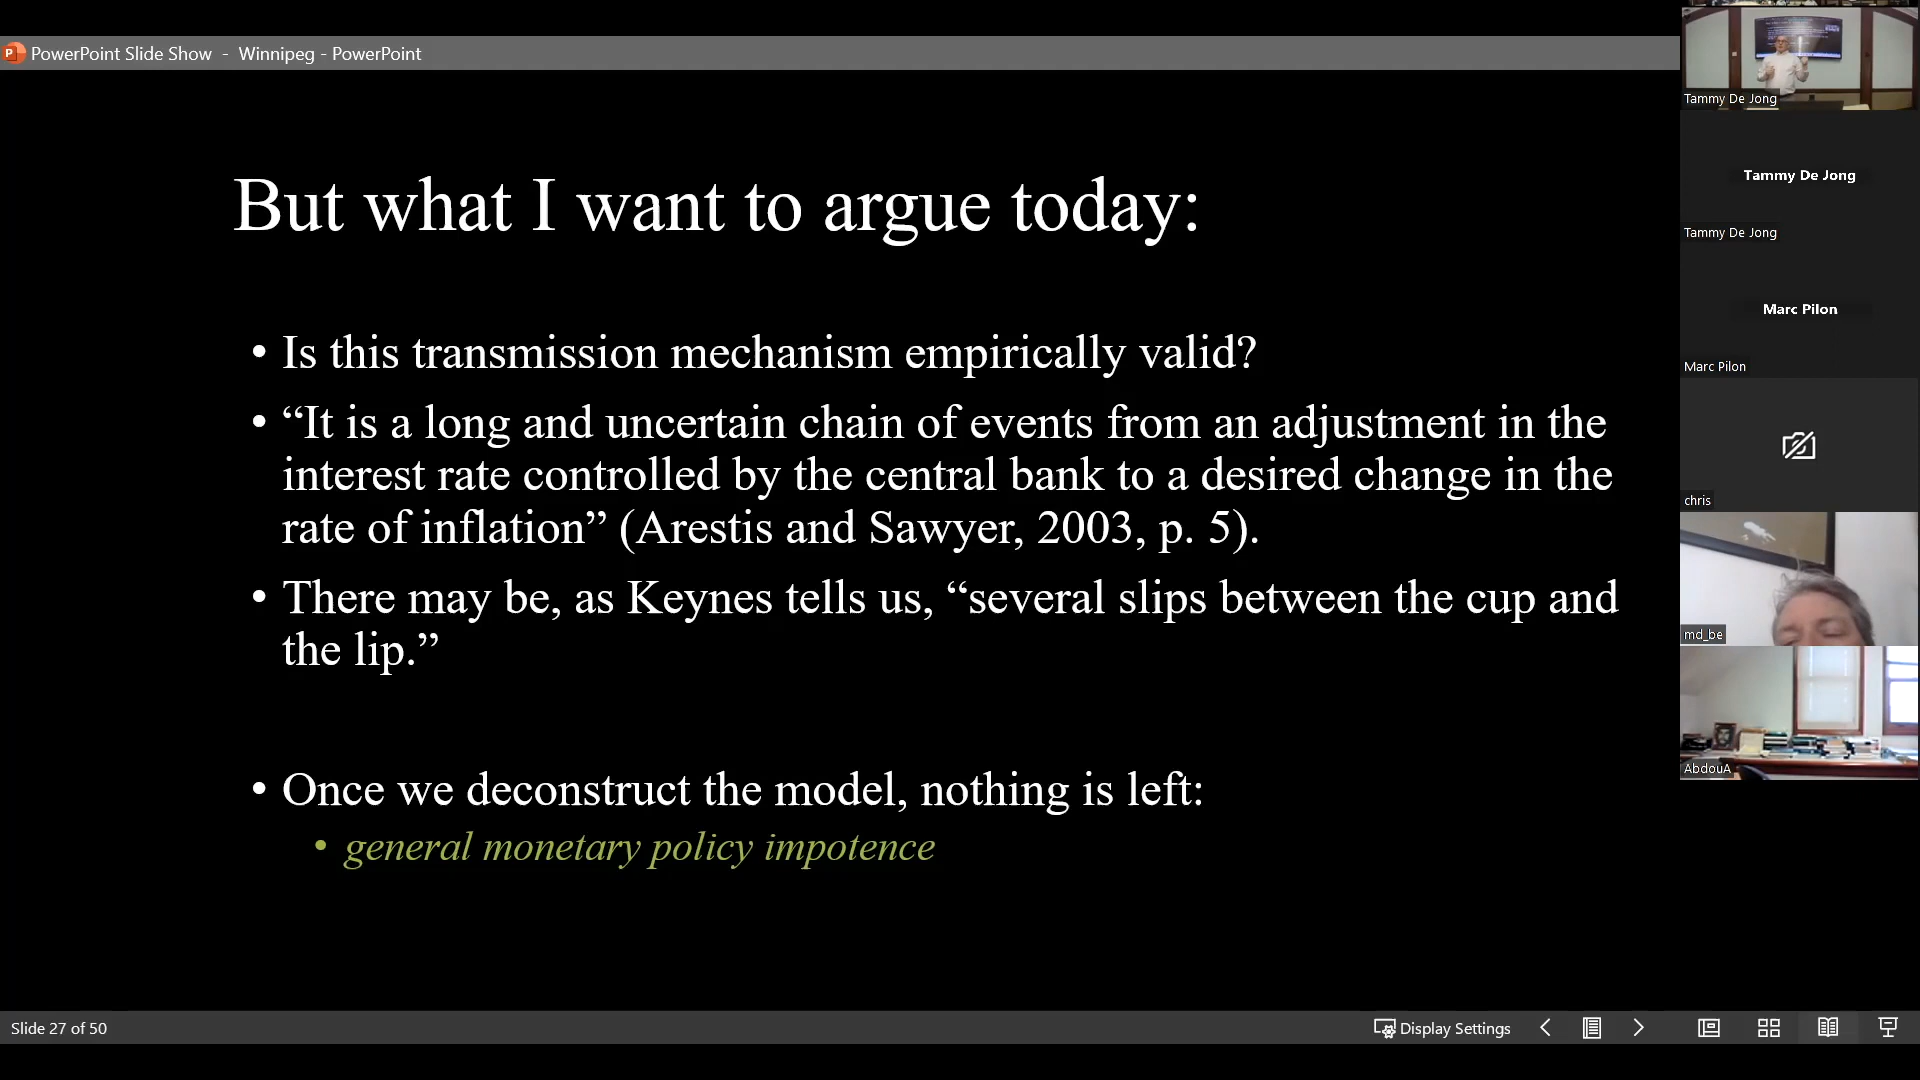 PowerPoint Slide Show - Winnipeg - PowerPoint
But what I want to argue today:
• Is this transmission mechanism empirically valid?
• “It is a long and uncertain chain of events from an adjustment in the
interest rate controlled by the central bank to a desired change in the
rate of inflation” (Arestis and Sawyer, 2003, p. 5).
• There may be, as Keynes tells us, “several slips between the cup and
the lip.”
• Once we deconstruct the model, nothing is left:
• general monetary policy impotence
Slide 27 of 50
Display Settings
Tammy De Jong
Tammy De Jong
Tammy De Jong
Marc Pilon
Marc Pilon
chris
md_be
AbdouA